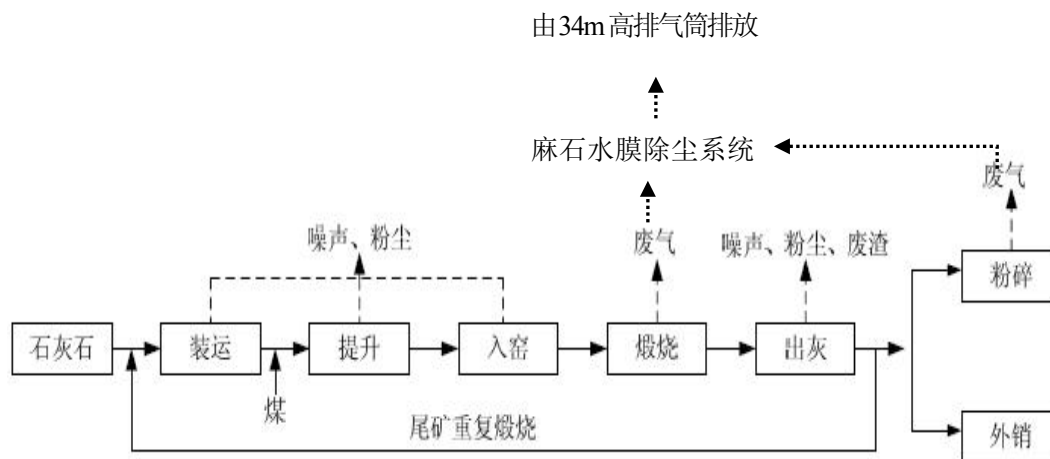 由34m高排气筒排放
麻石水膜除尘系统
废气
噪声、粉尘
废气
噪声、粉尘、废渣
粉碎
石灰石
装运
提升
入窑
煅烧
出灰
煤
尾矿重复煅烧
外销